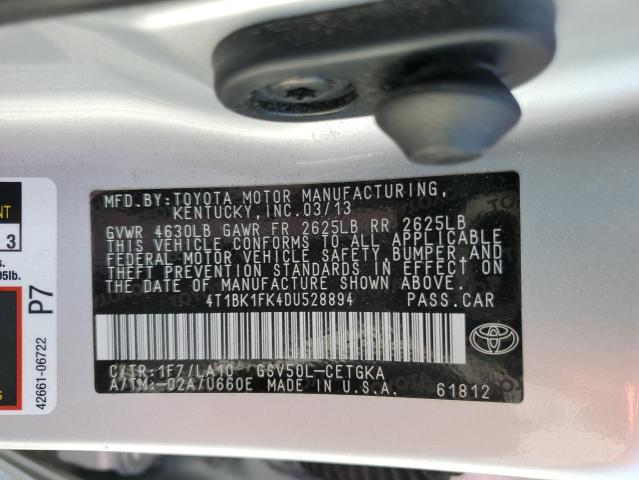 MFD.BY:TOYOTA MOTOR MANUFACTURING,
KENTUCKY,INC.03/13
GVWR 4630LB GAWR FR 2625LB RR 2625LB
THIS VEHICLE CONFORMS TO ALL APPLICABLE
FEDERAL MOTOR VEHICLE SAFETY,BUMPER,AND
THEFT PREVENTION STANDARDS IN EFFECT ON
THE DATE OF MANUFACTURE SHOWN ABOVE.
4T1BK1FK4DU528894 PASS.CAR
C/TR:1F7/LA10 GSV50L-CETGKA
A/TM:-02A/U660E MADE IN U.S.A. 61812
NT
3
s.
95lb.
P7
42661-06722